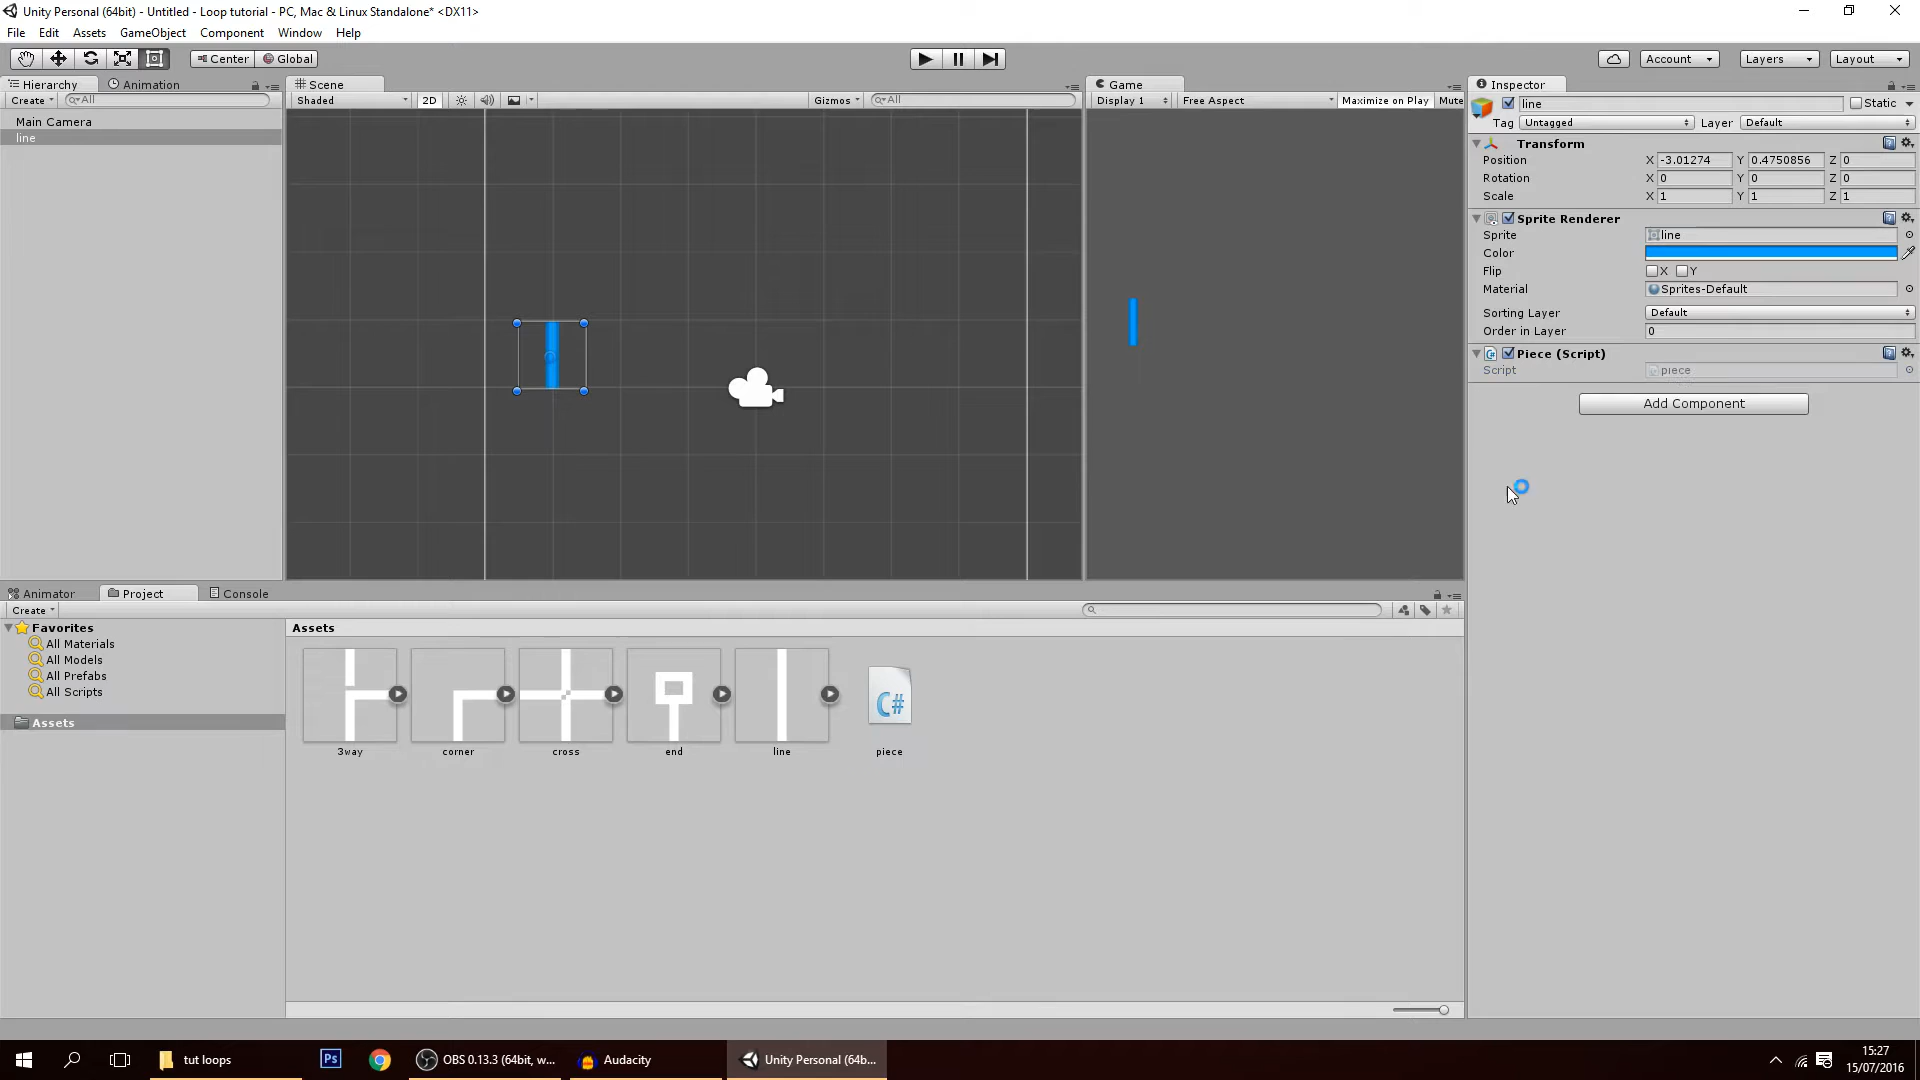 Unity Personal (64bit) - Untitled - Loop tutorial - PC, Mac & Linux Standalone* <DX11>
File Edit Assets GameObject Component Window Help
Center Global Account Layers Layout
Hierarchy Animation
Create All
Main Camera
line
Scene
Shaded 2D Gizmos All
Game
Display 1 Free Aspect Maximize on Play Mute
Inspector
line Static
Tag Untagged Layer Default
Transform
Position X -3.01274 Y 0.4750856 Z 0
Rotation X 0 Y 0 Z 0
Scale X 1 Y 1 Z 1
Sprite Renderer
Sprite line
Color
Flip X Y
Material Sprites-Default
Sorting Layer Default
Order in Layer 0
Piece (Script)
Script piece
Add Component
Animator Project Console
Create
Favorites
All Materials
All Models
All Prefabs
All Scripts
Assets
Assets
3way corner cross end line piece
C#
tut loops Ps OBS 0.13.3 (64bit, w... Audacity Unity Personal (64b...
15:27
15/07/2016